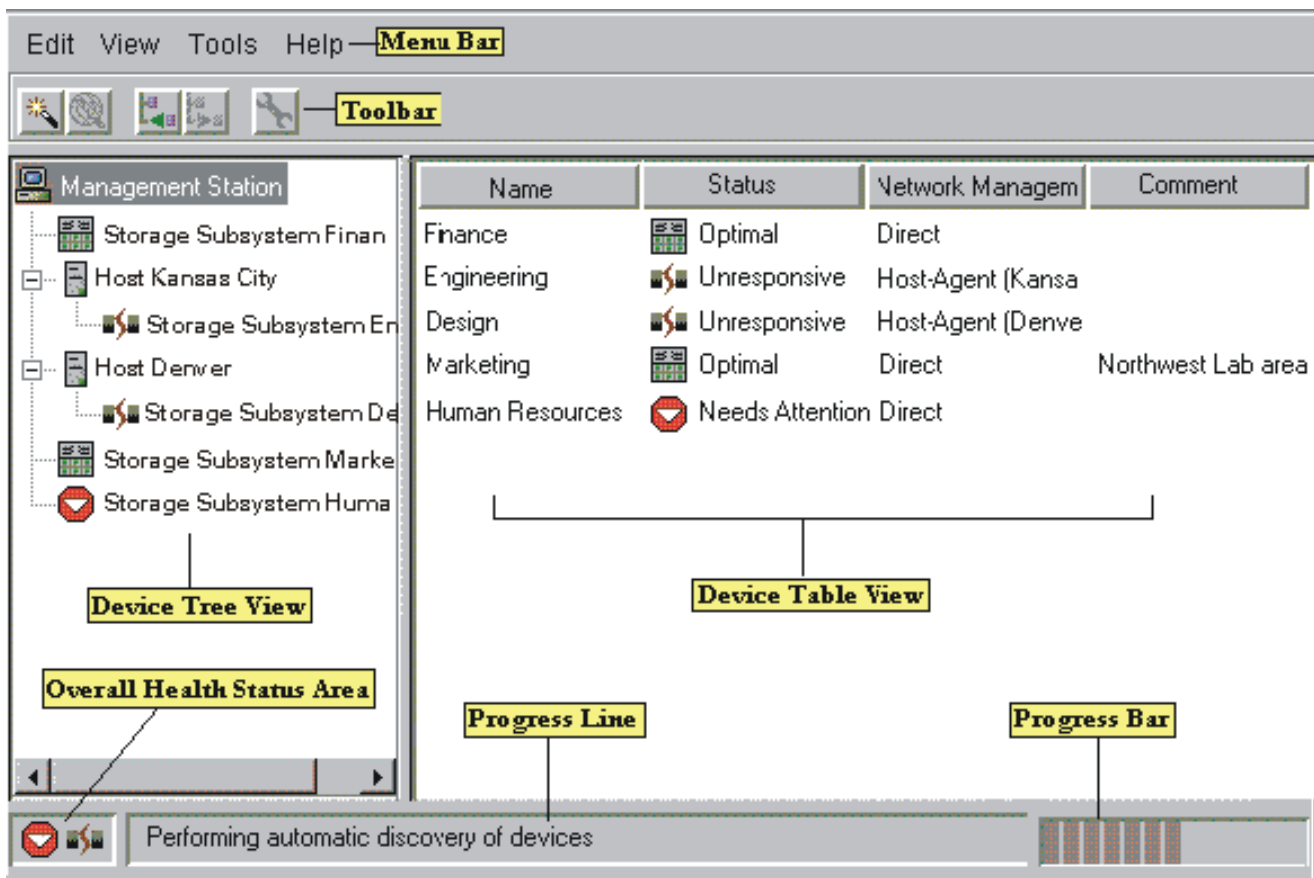 Edit View Tools Help Menu Bar
Toolbar
Management Station
Storage Subsystem Finan
Host Kansas City
Storage Subsystem En
Host Denver
Storage Subsystem De
Storage Subsystem Marke
Storage Subsystem Huma
Device Tree View
Overall Health Status Area
Name Status Network Managem Comment
Finance Optimal Direct
Engineering Unresponsive Host-Agent (Kansa
Design Unresponsive Host-Agent (Denve
Marketing Optimal Direct Northwest Lab area
Human Resources Needs Attention Direct
Device Table View
Progress Line
Progress Bar
Performing automatic discovery of devices